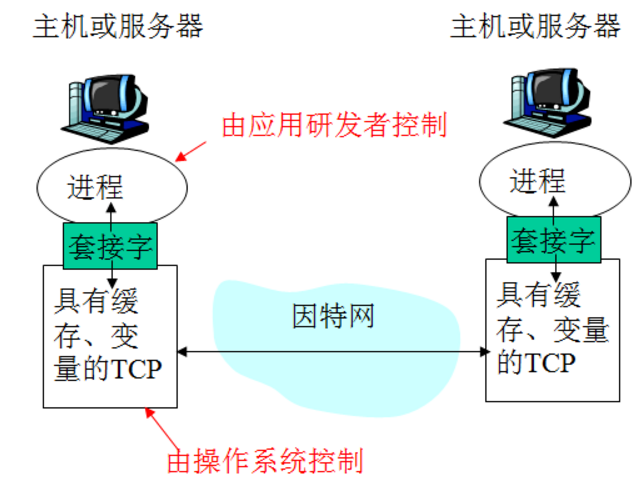 主机或服务器
主机或服务器
由应用研发者控制
进程
进程
套接字
套接字
具有缓
存、变
量的TCP
因特网
具有缓
存、变量
的TCP
由操作系统控制